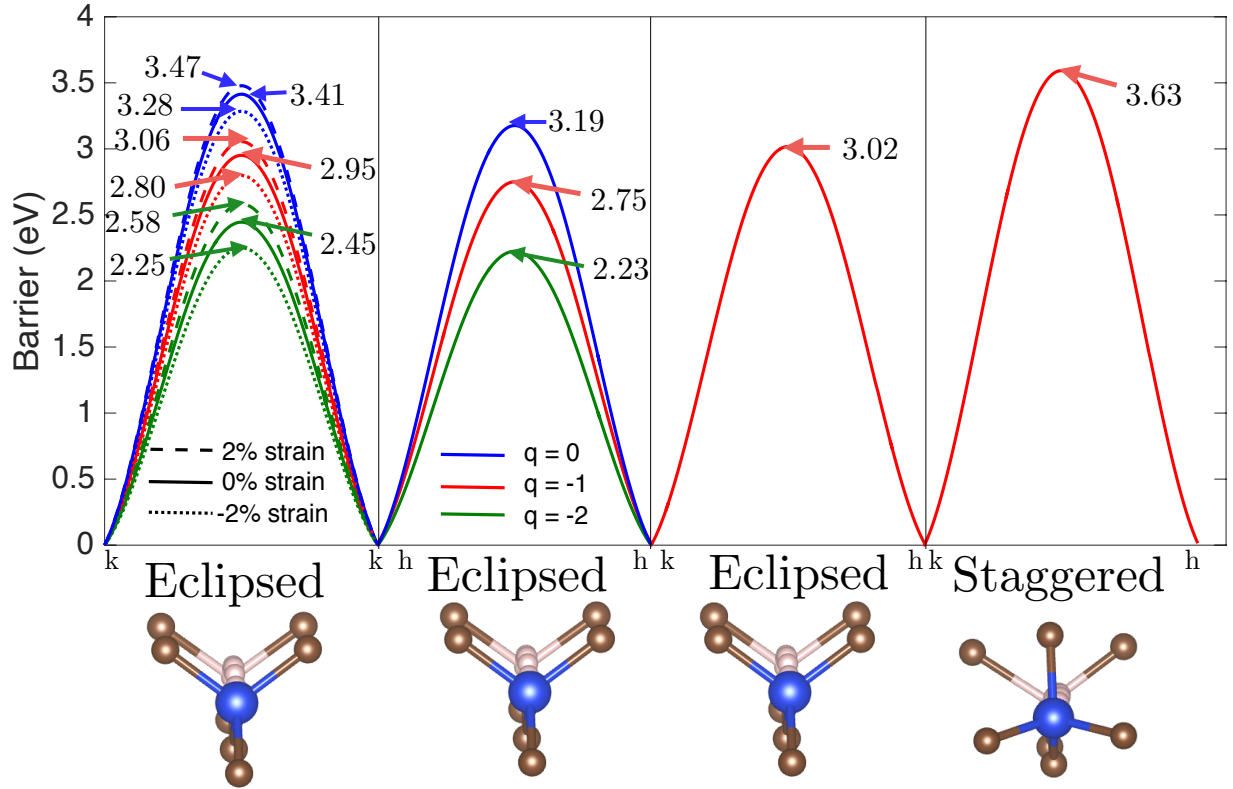 4
3.5
3
2.5
2
1.5
1
0.5
0
Barrier (eV)
3.47
3.41
3.28
3.06
2.95
2.80
2.58
2.45
2.25
3.19
2.75
2.23
3.02
3.63
2% strain
0% strain
-2% strain
q = 0
q = -1
q = -2
k k h h k h k h
Eclipsed Eclipsed Eclipsed Staggered